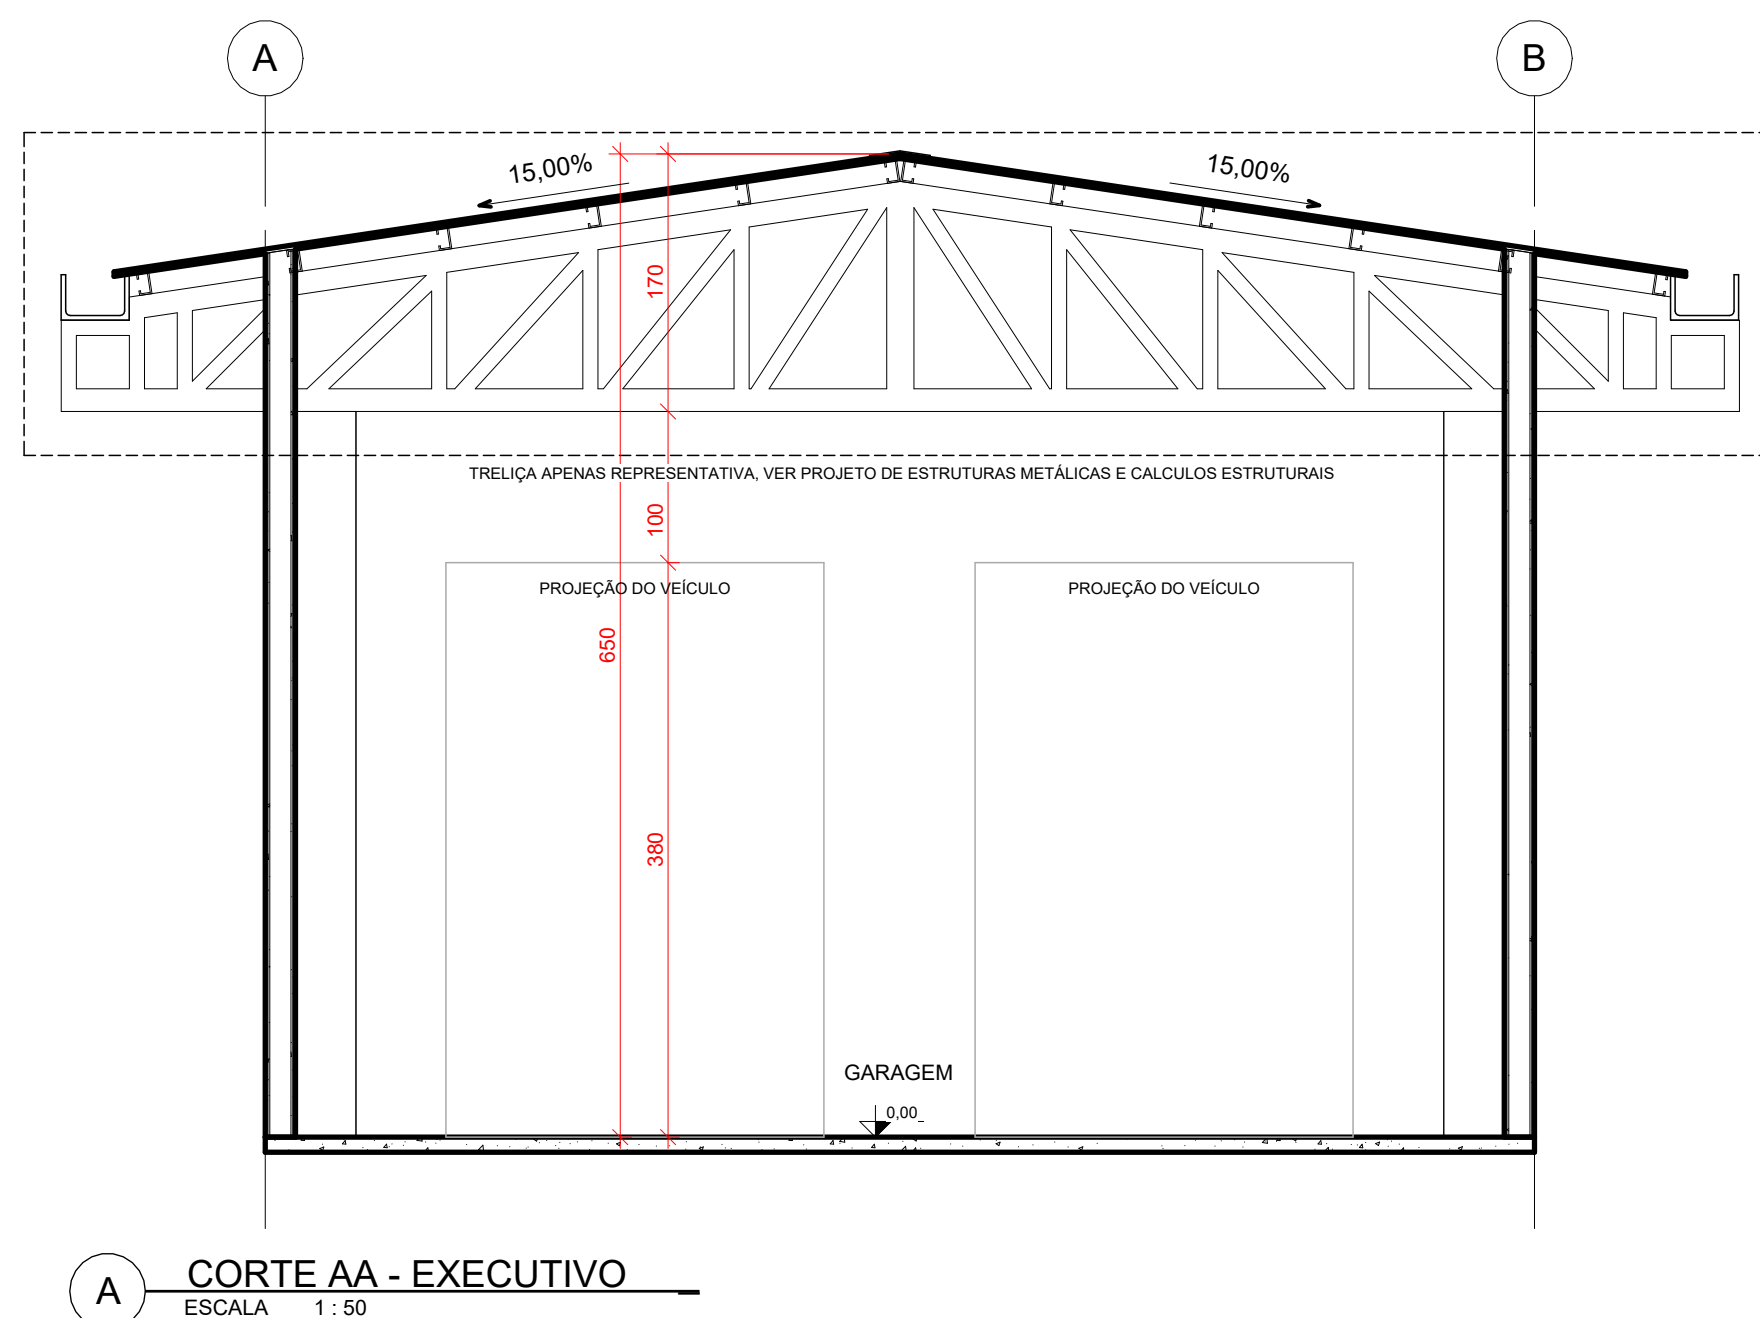 A
B
15,00%
15,00%
170
TRELIÇA APENAS REPRESENTATIVA, VER PROJETO DE ESTRUTURAS METÁLICAS E CALCULOS ESTRUTURAIS
100
PROJEÇÃO DO VEÍCULO
PROJEÇÃO DO VEÍCULO
650
380
GARAGEM
0,00
A
CORTE AA - EXECUTIVO
ESCALA 1 : 50